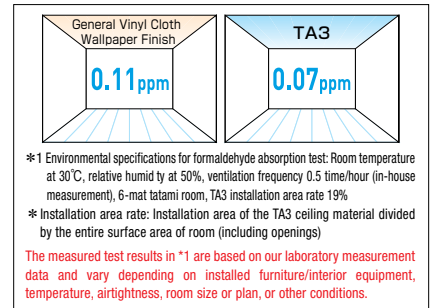 General Vinyl Cloth
Wallpaper Finish
TA3
0.11ppm
0.07ppm
*1 Environmental specifications for formaldehyde absorption test: Room temperature
at 30℃, relative humid ty at 50%, ventilation frequency 0.5 time/hour (in-house
measurement), 6-mat tatami room, TA3 installation area rate 19%
* Installation area rate: Installation area of the TA3 ceiling material divided
by the entire surface area of room (including openings)
The measured test results in *1 are based on our laboratory measurement
data and vary depending on installed furniture/interior equipment,
temperature, airtightness, room size or plan, or other conditions.